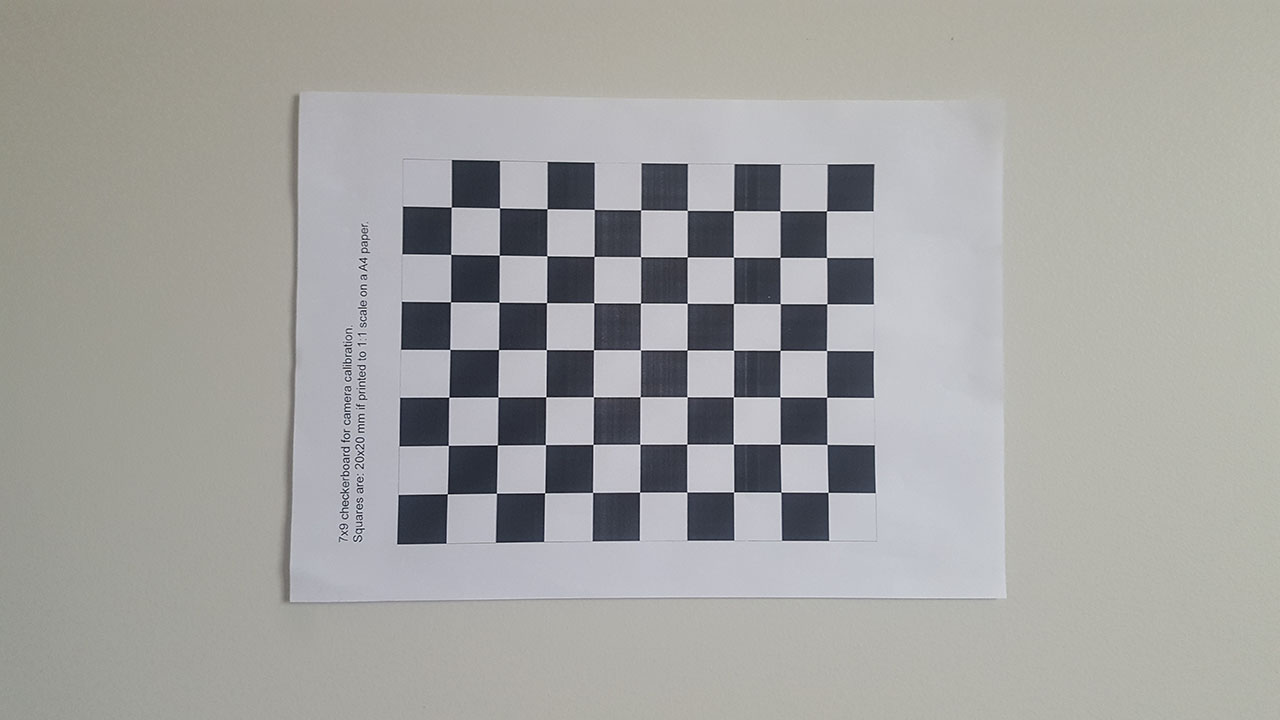 7x9 checkerboard for camera calibration.
Squares are: 20x20 mm if printed to 1:1 scale on a A4 paper.